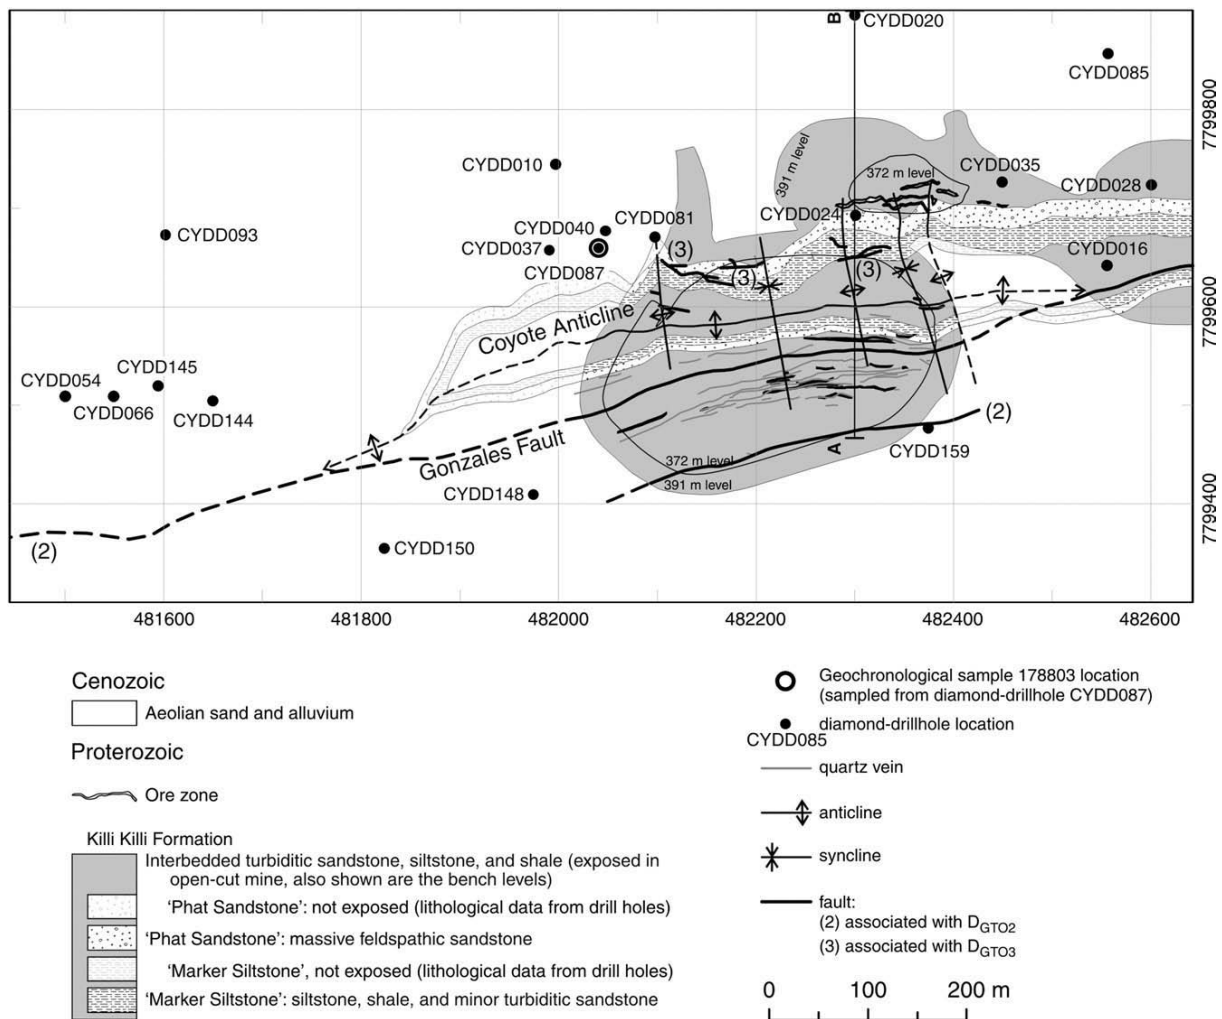 B
CYDD020
CYDD085
7799800
391 m level
372 m level
CYDD035
CYDD010
CYDD028
CYDD081
CYDD040
CYDD024
CYDD093
CYDD037
(3)
CYDD016
CYDD087
(3)
(3)
7799600
Coyote Anticline
CYDD145
CYDD054
CYDD066
CYDD144
(2)
Gonzales Fault
A
CYDD159
372 m level
391 m level
CYDD148
7799400
(2)
CYDD150
481600
481800
482000
482200
482400
482600
Cenozoic
Aeolian sand and alluvium
Proterozoic
Ore zone
Killi Killi Formation
Interbedded turbiditic sandstone, siltstone, and shale (exposed in
open-cut mine, also shown are the bench levels)
‘Phat Sandstone’: not exposed (lithological data from drill holes)
‘Phat Sandstone’: massive feldspathic sandstone
‘Marker Siltstone’, not exposed (lithological data from drill holes)
‘Marker Siltstone’: siltstone, shale, and minor turbiditic sandstone
Geochronological sample 178803 location
(sampled from diamond-drillhole CYDD087)
diamond-drillhole location
CYDD085
quartz vein
anticline
syncline
fault:
(2) associated with DGTO2
(3) associated with DGTO3
0 100 200 m